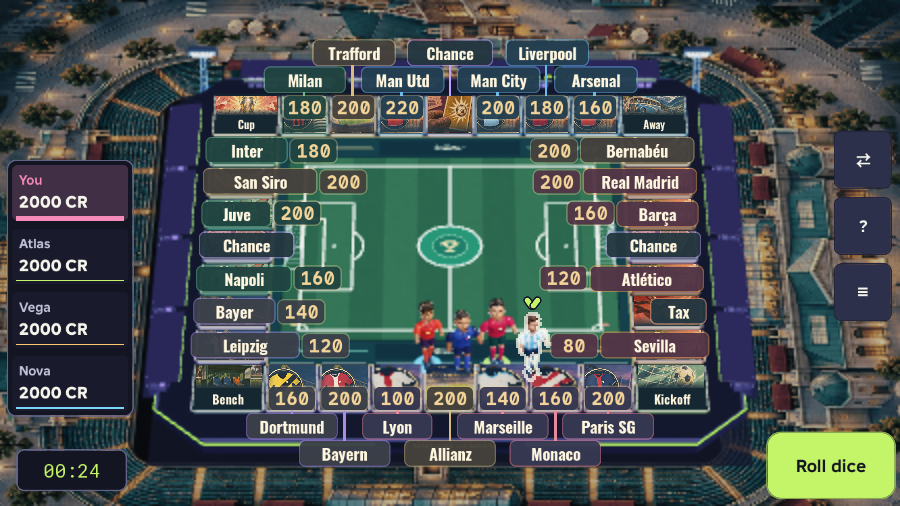 Trafford
Chance
Liverpool
Milan
Man Utd
Man City
Arsenal
Cup
180
200
220
200
180
160
Away
Inter
180
200
Bernabéu
San Siro
200
200
Real Madrid
Juve
200
160
Barça
Chance
Chance
Napoli
160
120
Atlético
Bayer
140
Tax
Leipzig
120
80
Sevilla
Bench
160
200
100
200
140
160
200
Kickoff
Dortmund
Lyon
Marseille
Paris SG
Bayern
Allianz
Monaco
You
2000 CR
Atlas
2000 CR
Vega
2000 CR
Nova
2000 CR
00:24
?
Roll dice